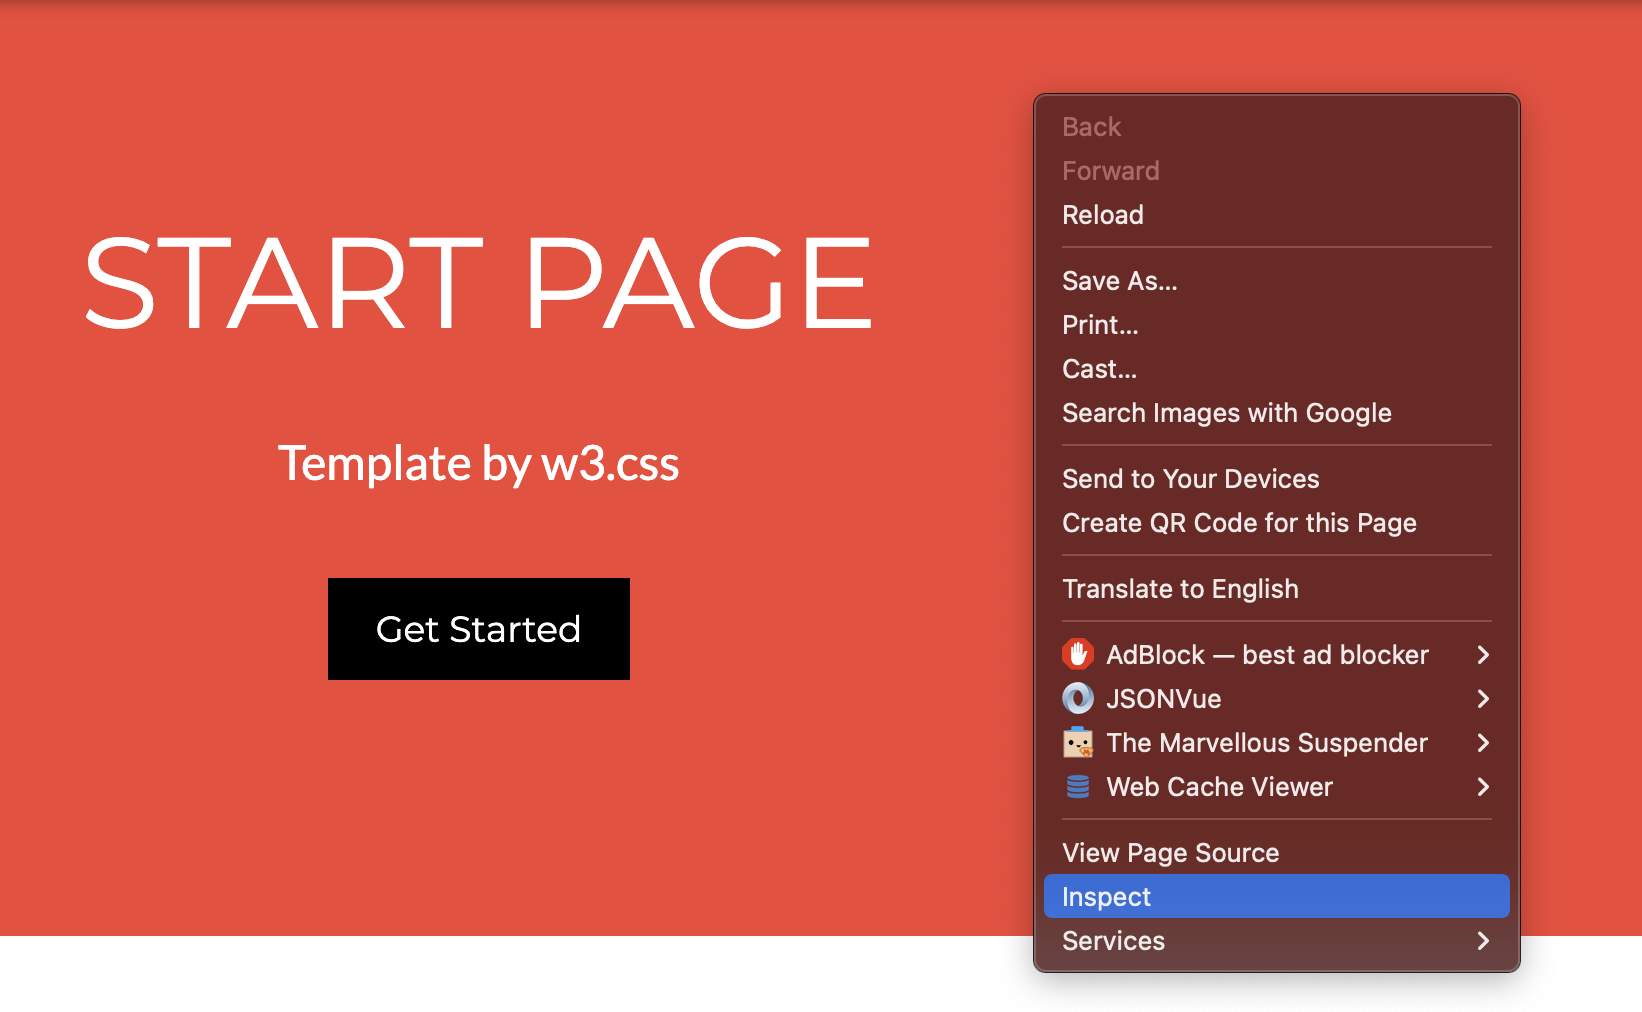 START PAGE
Template by w3.css
Get Started
Back
Forward
Reload
Save As...
Print...
Cast...
Search Images with Google
Send to Your Devices
Create QR Code for this Page
Translate to English
AdBlock — best ad blocker
JSONVue
The Marvellous Suspender
Web Cache Viewer
View Page Source
Inspect
Services